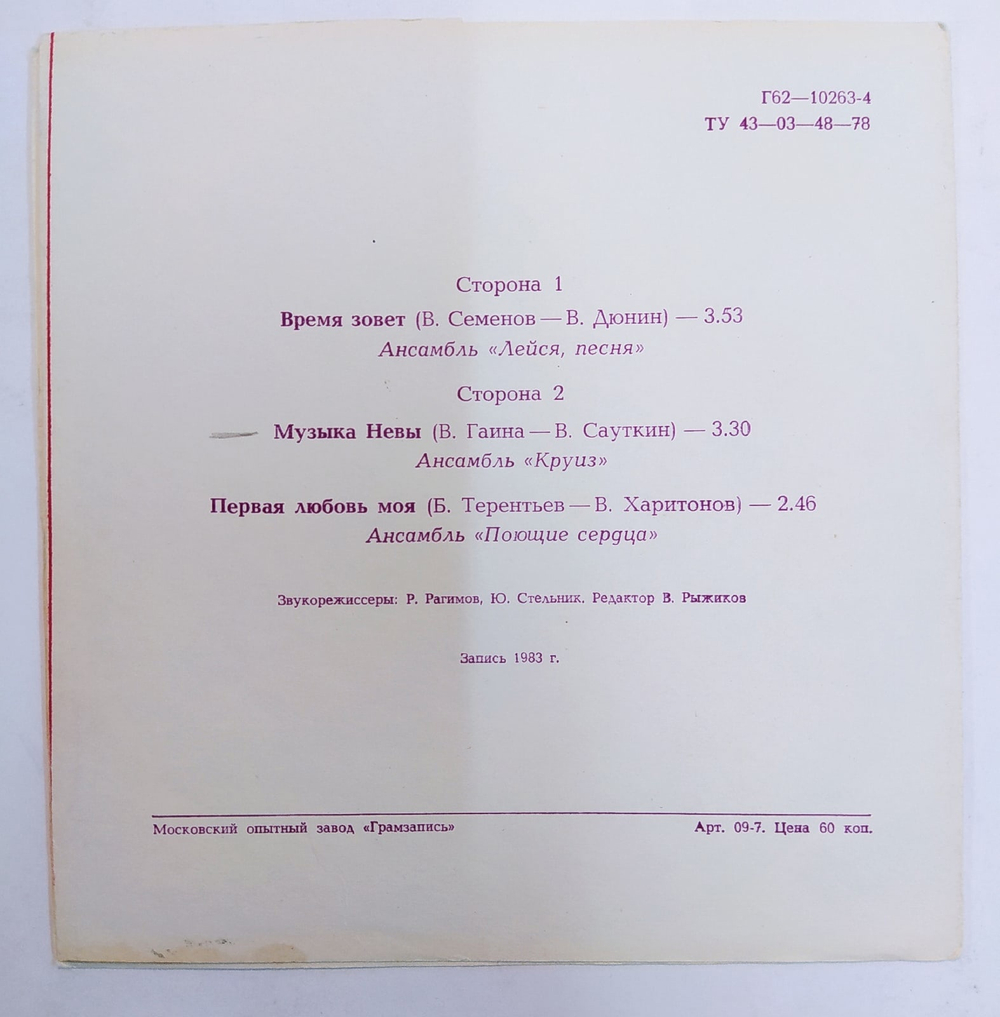 Г62—10263-4
ТУ 43—03—48—78
Сторона 1
Время зовет (В. Семенов — В. Дюнин) — 3.53
Ансамбль «Лейся, песня»
Сторона 2
Музыка Невы (В. Гаина — В. Сауткин) — 3.30
Ансамбль «Круиз»
Первая любовь моя (Б. Терентьев — В. Харитонов) — 2.46
Ансамбль «Поющие сердца»
Звукорежиссеры: Р. Рагимов, Ю. Стельник. Редактор В. Рыжиков
Запись 1983 г.
Московский опытный завод «Грамзапись» Арт. 09-7. Цена 60 коп.